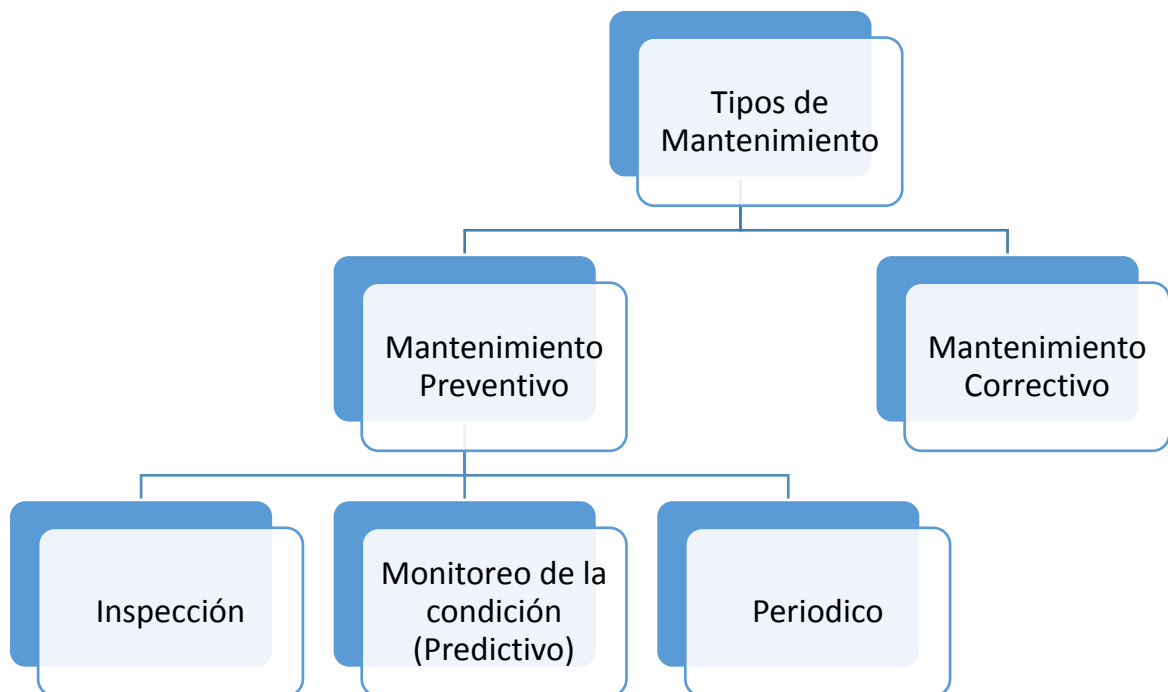 Tipos de
Mantenimiento
Mantenimiento
Preventivo
Mantenimiento
Correctivo
Inspección
Monitoreo de la
condición
(Predictivo)
Periodico